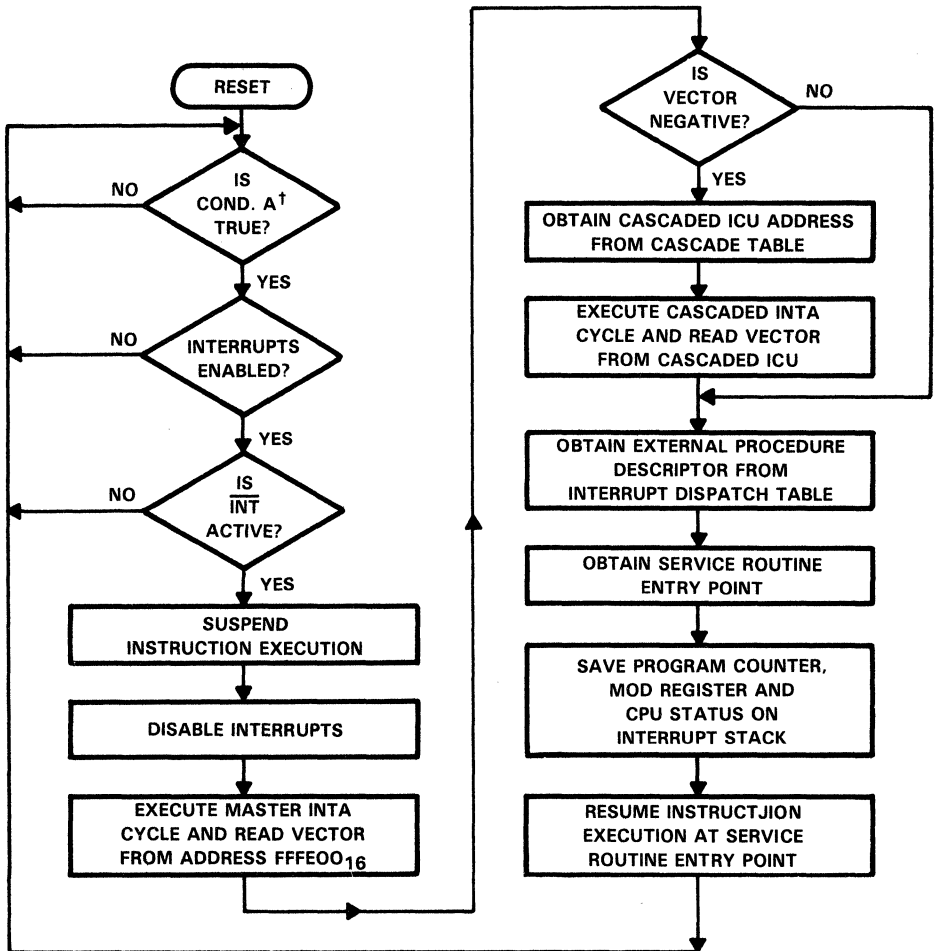 RESET
IS
COND. A†
TRUE?
NO
YES
INTERRUPTS
ENABLED?
NO
YES
IS
INT
ACTIVE?
NO
YES
SUSPEND
INSTRUCTION EXECUTION
DISABLE INTERRUPTS
EXECUTE MASTER INTA
CYCLE AND READ VECTOR
FROM ADDRESS FFFEOO16
IS
VECTOR
NEGATIVE?
NO
YES
OBTAIN CASCADED ICU ADDRESS
FROM CASCADE TABLE
EXECUTE CASCADED INTA
CYCLE AND READ VECTOR
FROM CASCADED ICU
OBTAIN EXTERNAL PROCEDURE
DESCRIPTOR FROM
INTERRUPT DISPATCH TABLE
OBTAIN SERVICE ROUTINE
ENTRY POINT
SAVE PROGRAM COUNTER,
MOD REGISTER AND
CPU STATUS ON
INTERRUPT STACK
RESUME INSTRUCTJION
EXECUTION AT SERVICE
ROUTINE ENTRY POINT